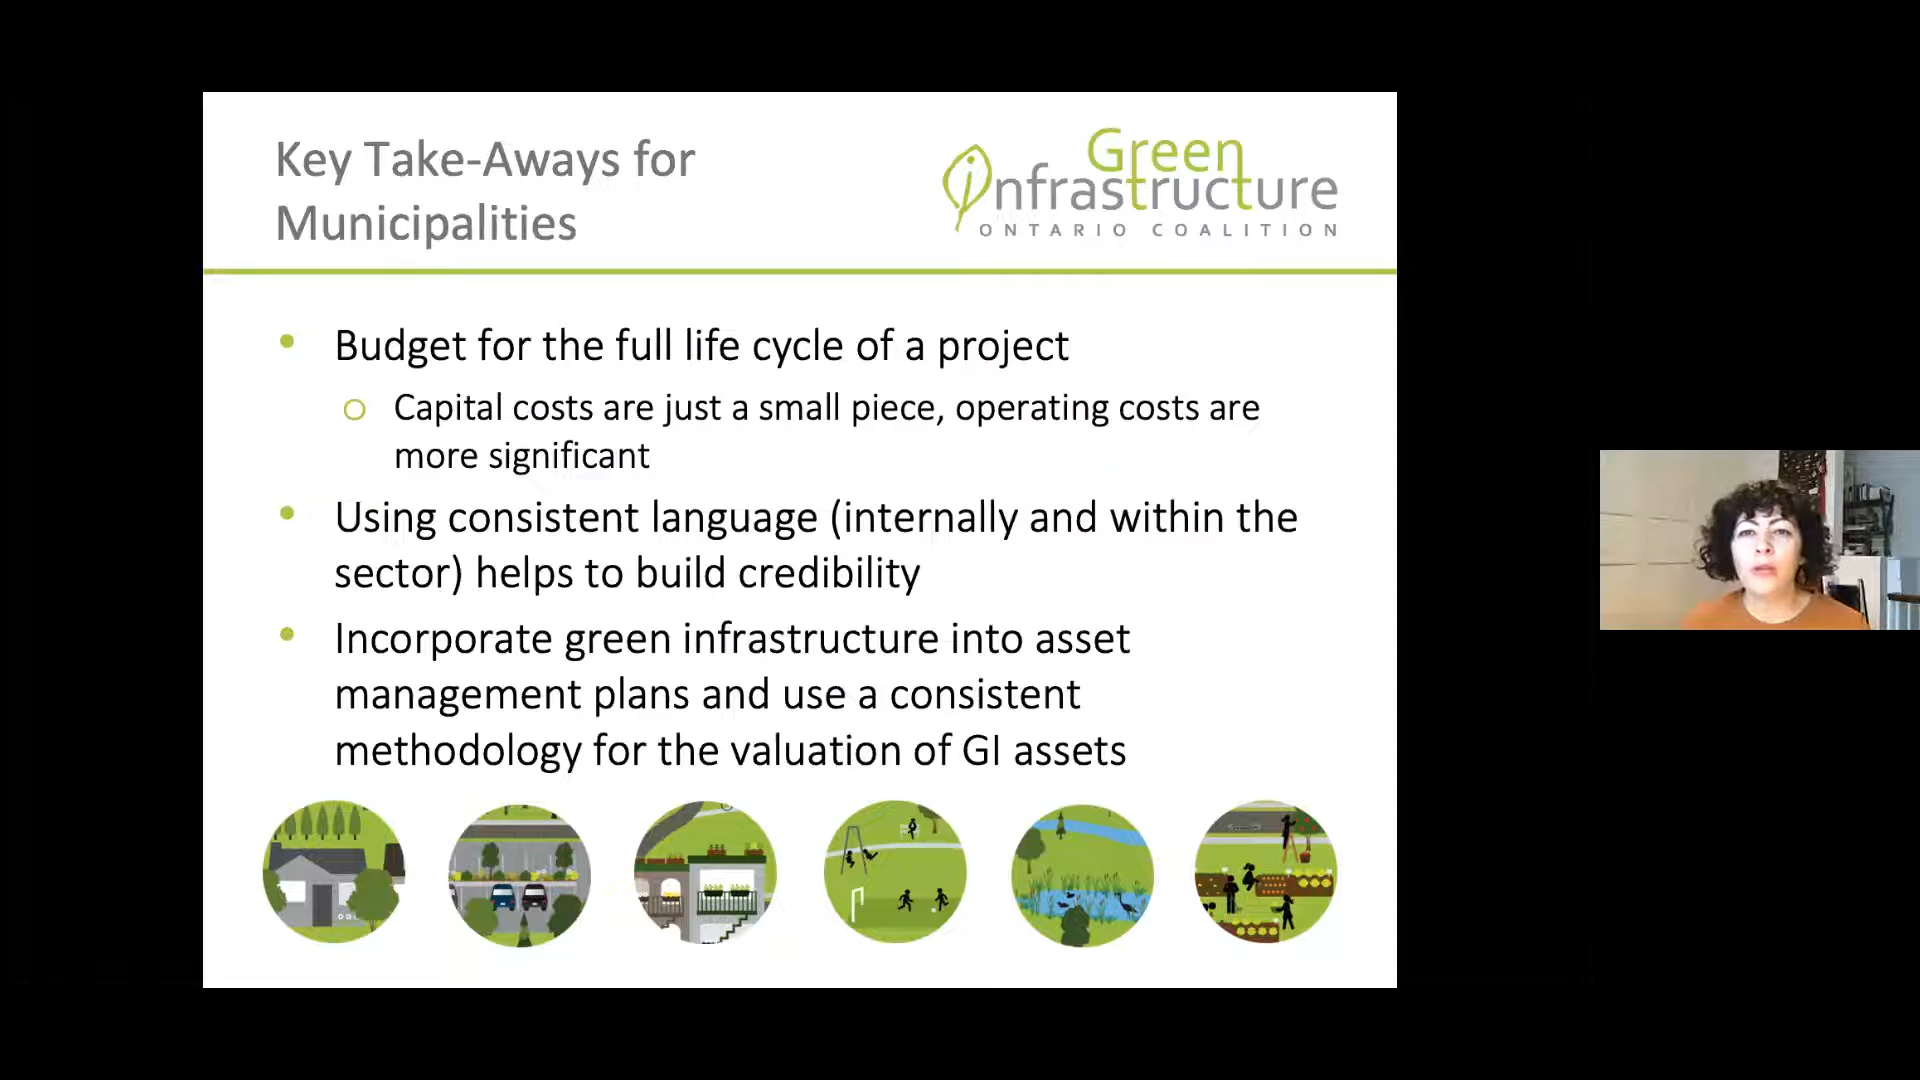 Key Take-Aways for
Municipalities
Green
infrastructure
ONTARIO COALITION
• Budget for the full life cycle of a project
o Capital costs are just a small piece, operating costs are
more significant
• Using consistent language (internally and within the
sector) helps to build credibility
• Incorporate green infrastructure into asset
management plans and use a consistent
methodology for the valuation of GI assets